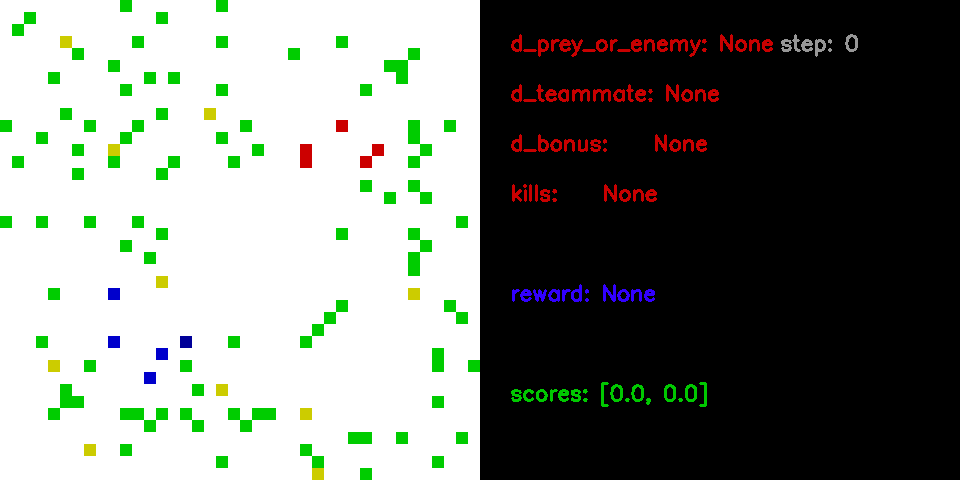 d_prey_or_enemy: None step: 0
d_teammate: None
d_bonus: None
kills: None
reward: None
scores: [0.0, 0.0]